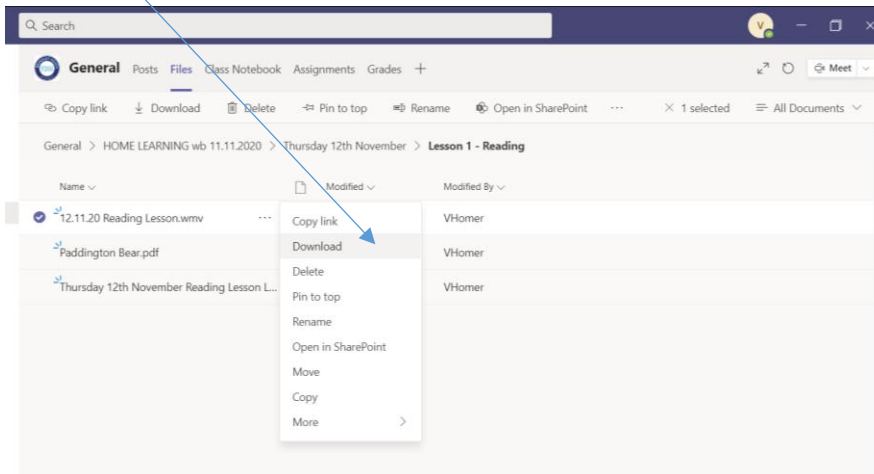 Search
V
General Posts Files Class Notebook Assignments Grades + Meet
Copy link Download Delete Pin to top Rename Open in SharePoint ... 1 selected All Documents
General > HOME LEARNING wb 11.11.2020 > Thursday 12th November > Lesson 1 - Reading
Name Modified Modified By
12.11.20 Reading Lesson.wmv ... VHomer
Paddington Bear.pdf VHomer
Thursday 12th November Reading Lesson L... VHomer
Copy link
Download
Delete
Pin to top
Rename
Open in SharePoint
Move
Copy
More >